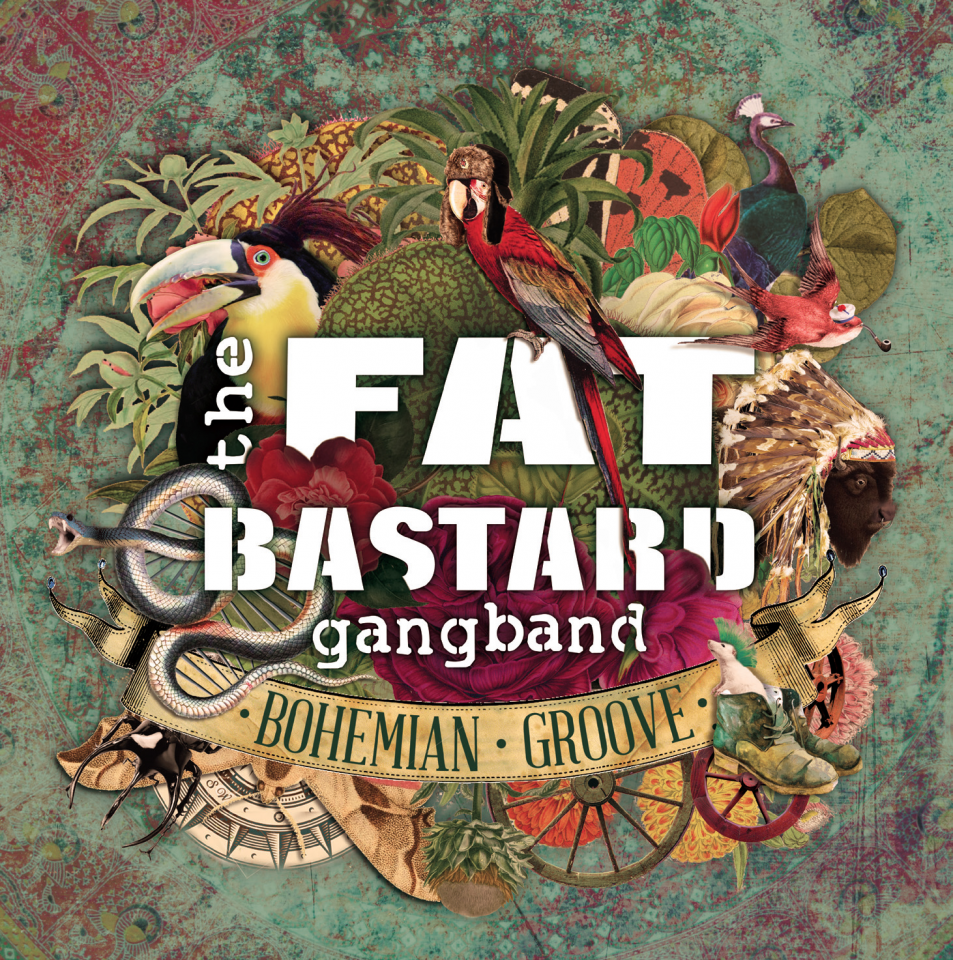 the
FAT
BASTARD
gangband
• BOHEMIAN • GROOVE •
S W